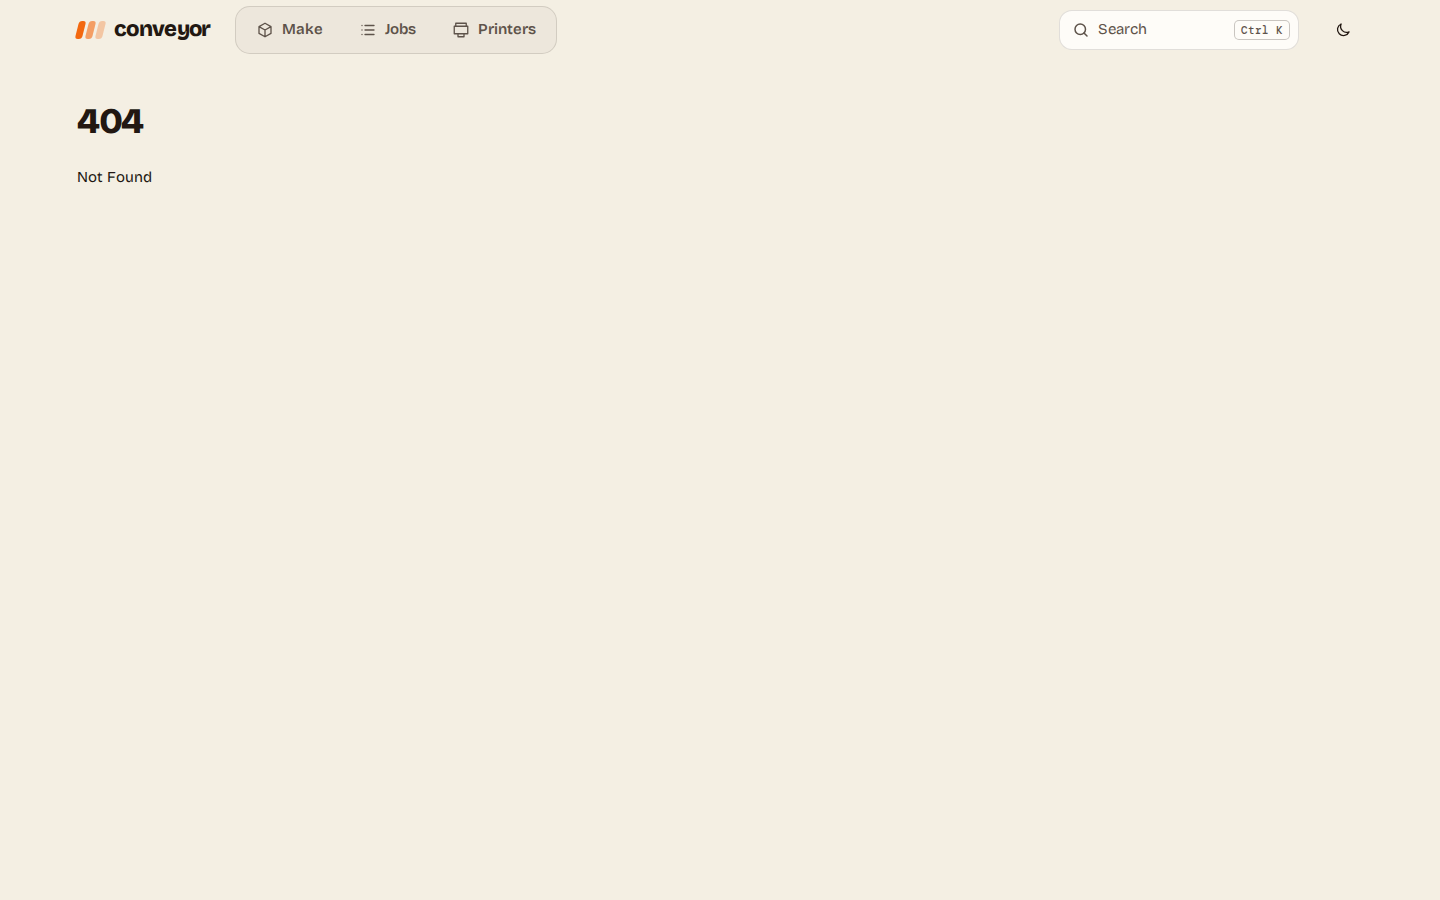 conveyor
Make
Jobs
Printers
Search
Ctrl K
404
Not Found